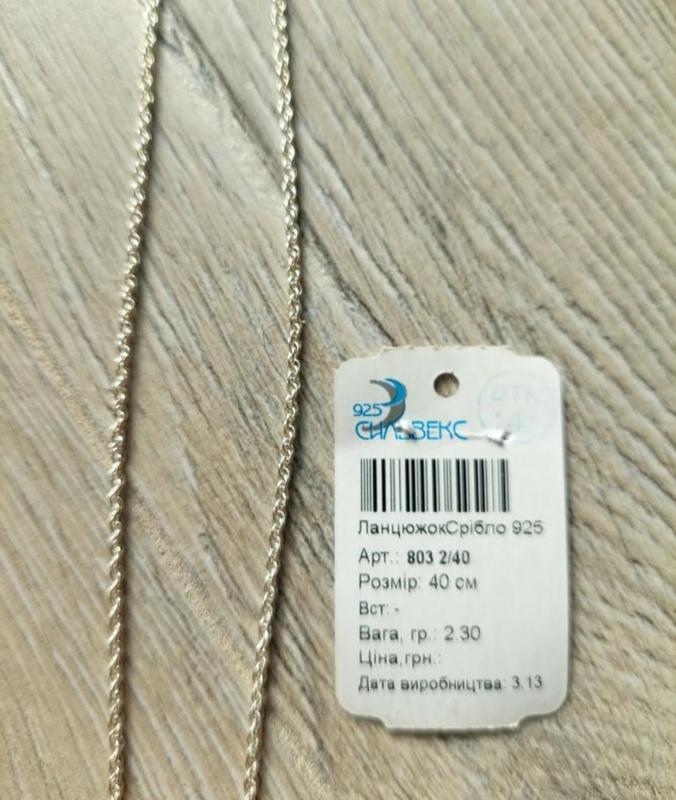 925
СИЛЬВЕКС
ЛанцюжокСрібло 925
Арт.: 803 2/40
Розмір: 40 см
Вст: -
Вага, гр.: 2.30
Ціна,грн.:
Дата виробництва: 3.13